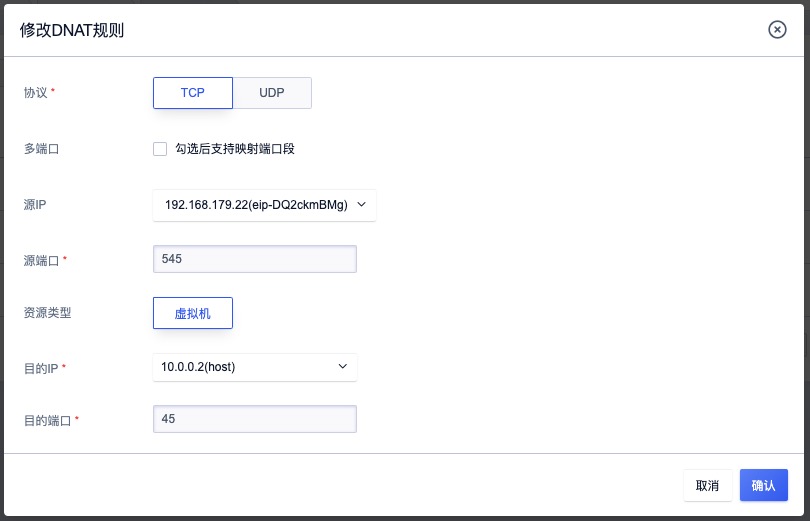 修改DNAT规则
协议 *
TCP
UDP
多端口
勾选后支持映射端口段
源IP
192.168.179.22(eip-DQ2ckmBMg)
源端口 *
545
资源类型
虚拟机
目的IP *
10.0.0.2(host)
目的端口 *
45
取消
确认